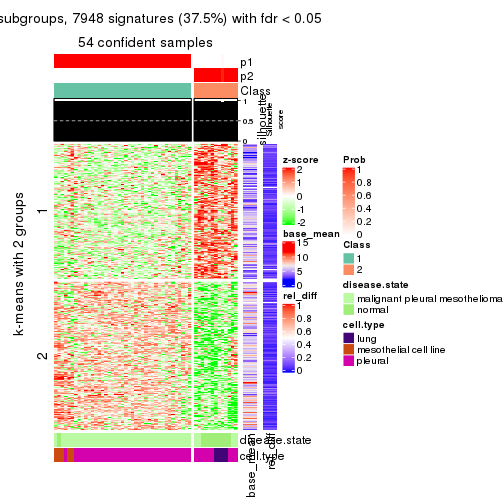 subgroups, 7948 signatures (37.5%) with fdr < 0.05
54 confident samples
p1
p2
Class
1
0.5
0
silhouette
Silhouette
score
k-means with 2 groups
1
2
z-score
2
1
0
-1
-2
base_mean
15
10
5
0
rel_diff
1
0.8
0.6
0.4
0.2
0
Prob
1
0.8
0.6
0.4
0.2
0
Class
1
2
disease.state
malignant pleural mesothelioma
normal
cell.type
lung
mesothelial cell line
pleural
disease.state
cell.type
base_mean
rel_diff